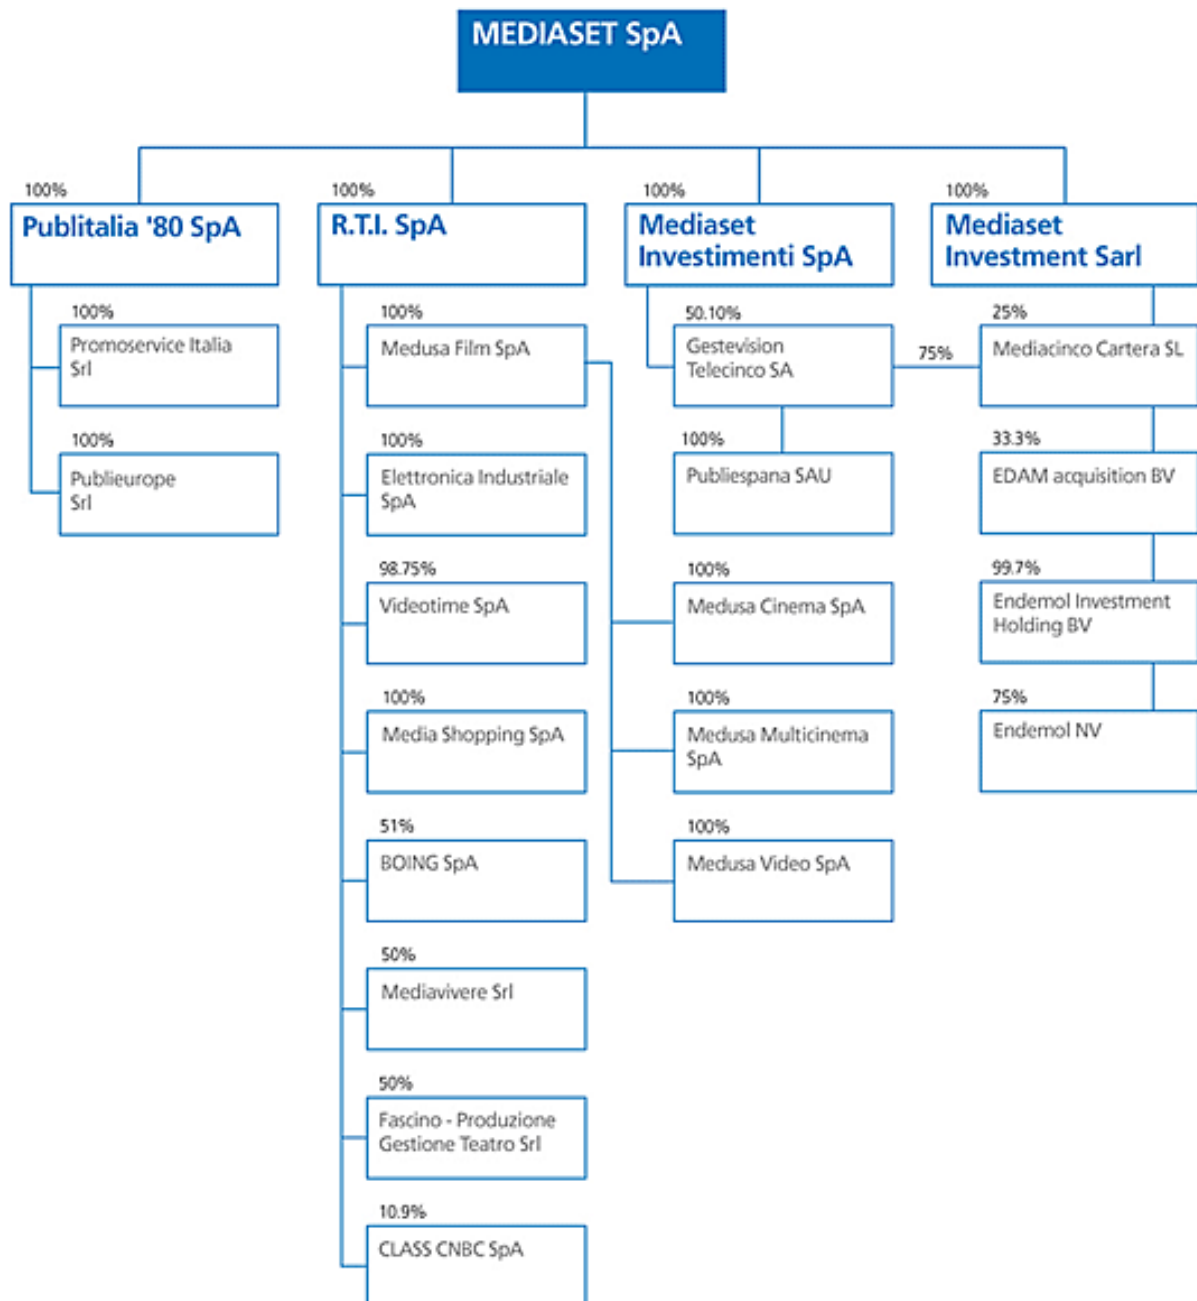 MEDIASET SpA
100%
Publitalia '80 SpA
100%
Promoservice Italia
Srl
100%
Publieurope
Srl
100%
R.T.I. SpA
100%
Medusa Film SpA
100%
Elettronica Industriale
SpA
98.75%
Videotime SpA
100%
Media Shopping SpA
51%
BOING SpA
50%
Mediavivere Srl
50%
Fascino - Produzione
Gestione Teatro Srl
10.9%
CLASS CNBC SpA
100%
Mediaset
Investimenti SpA
50.10%
Gestevision
Telecinco SA
75%
100%
Publiespana SAU
100%
Medusa Cinema SpA
100%
Medusa Multicinema
SpA
100%
Medusa Video SpA
100%
Mediaset
Investment Sarl
25%
Mediacinco Cartera SL
33.3%
EDAM acquisition BV
99.7%
Endemol Investment
Holding BV
75%
Endemol NV